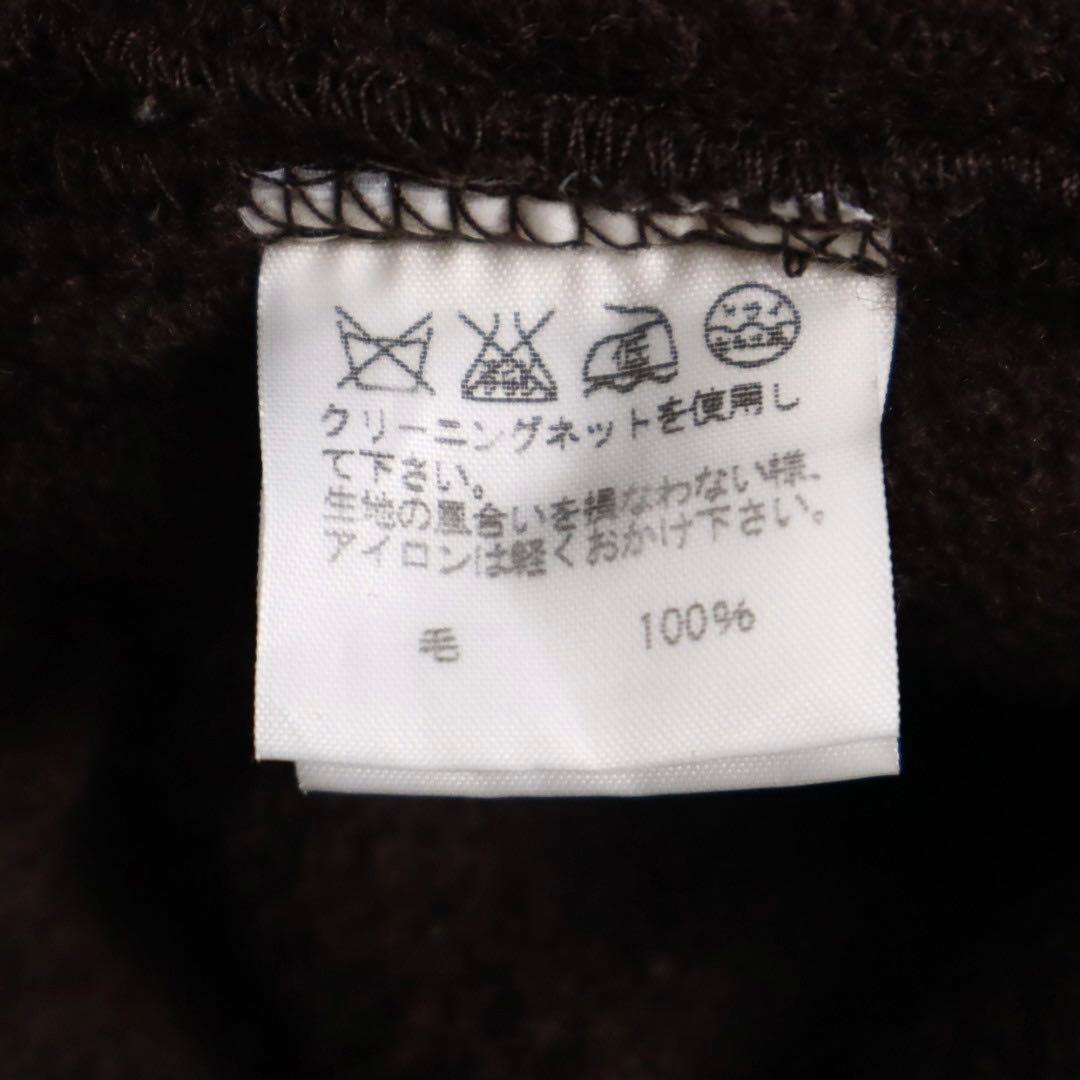 低
クリーニングネットを使用し
て下さい。
生地の風合いを損なわない様、
アイロンは軽くおかけ下さい。
毛 100%